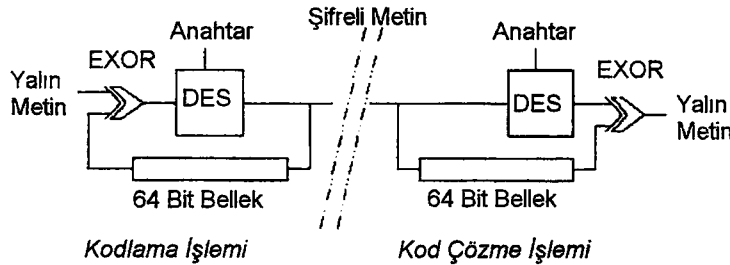 Şifreli Metin
Anahtar
EXOR
Yalın
Metin
DES
64 Bit Bellek
Kodlama İşlemi
Anahtar
EXOR
DES
Yalın
Metin
64 Bit Bellek
Kod Çözme İşlemi